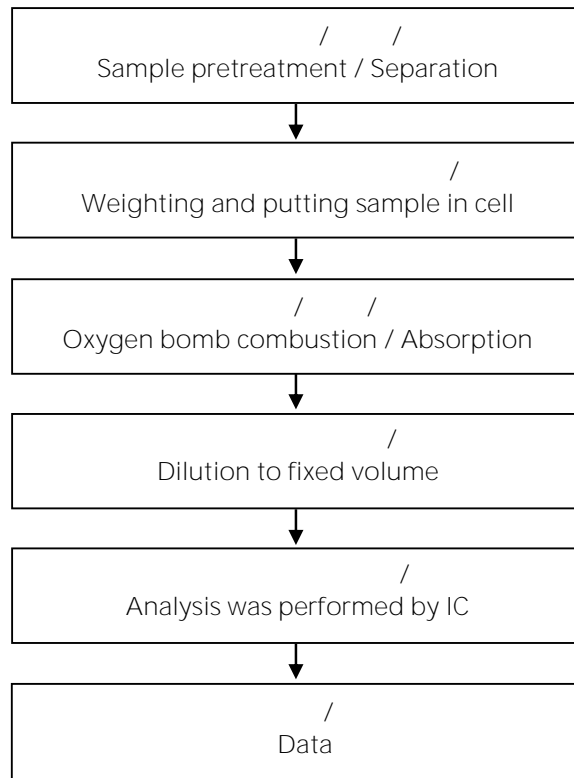 / /
Sample pretreatment / Separation
/
Weighting and putting sample in cell
/ /
Oxygen bomb combustion / Absorption
/
Dilution to fixed volume
/
Analysis was performed by IC
/
Data